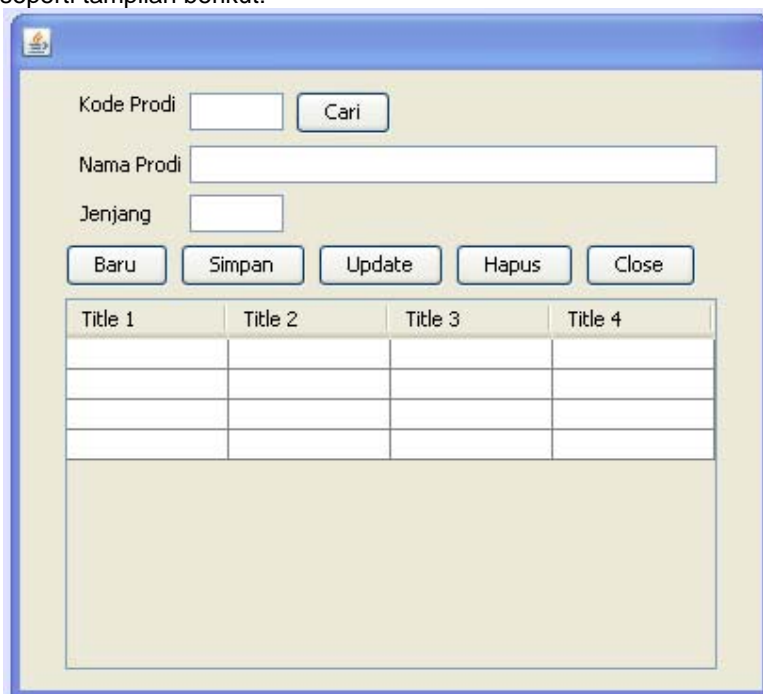 seperti tampilan berikut:
Kode Prodi Cari
Nama Prodi
Jenjang
Baru Simpan Update Hapus Close
Title 1 Title 2 Title 3 Title 4